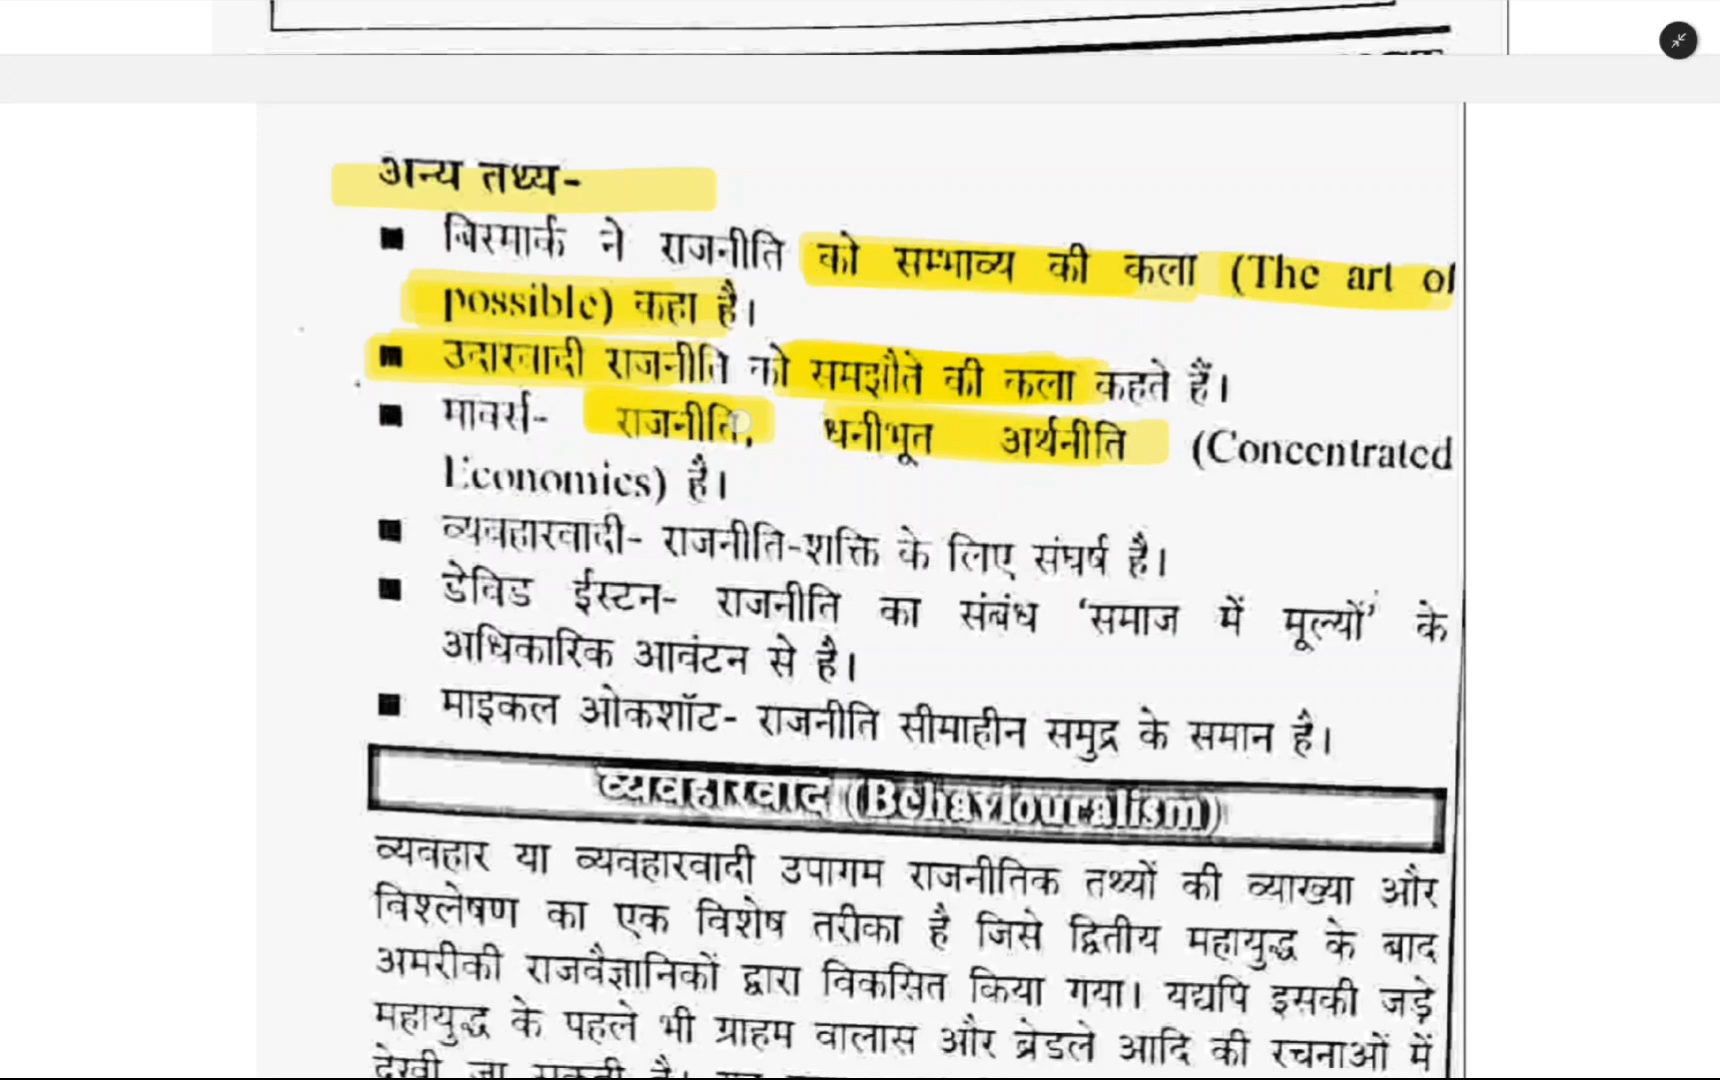 अन्य तथ्य-
■ बिस्मार्क ने राजनीति को सम्भाव्य की कला (The art of
possible) कहा है।
■ उदारवादी राजनीति को समझौते की कला कहते हैं।
■ मार्क्स- राजनीति, धनीभूत अर्थनीति (Concentrated
Economics) है।
■ व्यवहारवादी- राजनीति-शक्ति के लिए संघर्ष है।
■ डेविड ईस्टन- राजनीति का संबंध ‘समाज में मूल्यों’ के
अधिकारिक आवंटन से है।
■ माइकल ओकशॉट- राजनीति सीमाहीन समुद्र के समान है।
व्यवहारवाद (Behaviouralism)
व्यवहार या व्यवहारवादी उपागम राजनीतिक तथ्यों की व्याख्या और
विश्लेषण का एक विशेष तरीका है जिसे द्वितीय महायुद्ध के बाद
अमरीकी राजवैज्ञानिकों द्वारा विकसित किया गया। यद्यपि इसकी जड़े
महायुद्ध के पहले भी ग्राहम वालास और ब्रेडले आदि की रचनाओं में